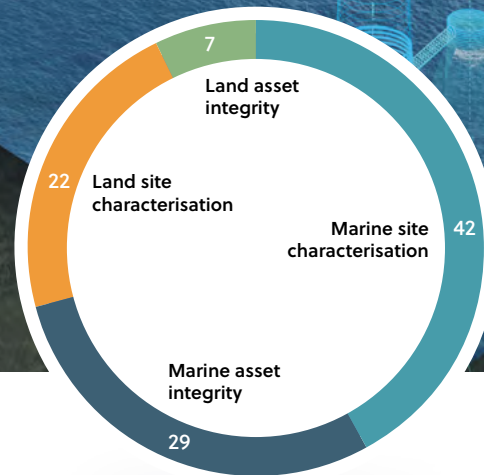 7
Land asset
integrity
22
Land site
characterisation
Marine site
characterisation
42
Marine asset
integrity
29